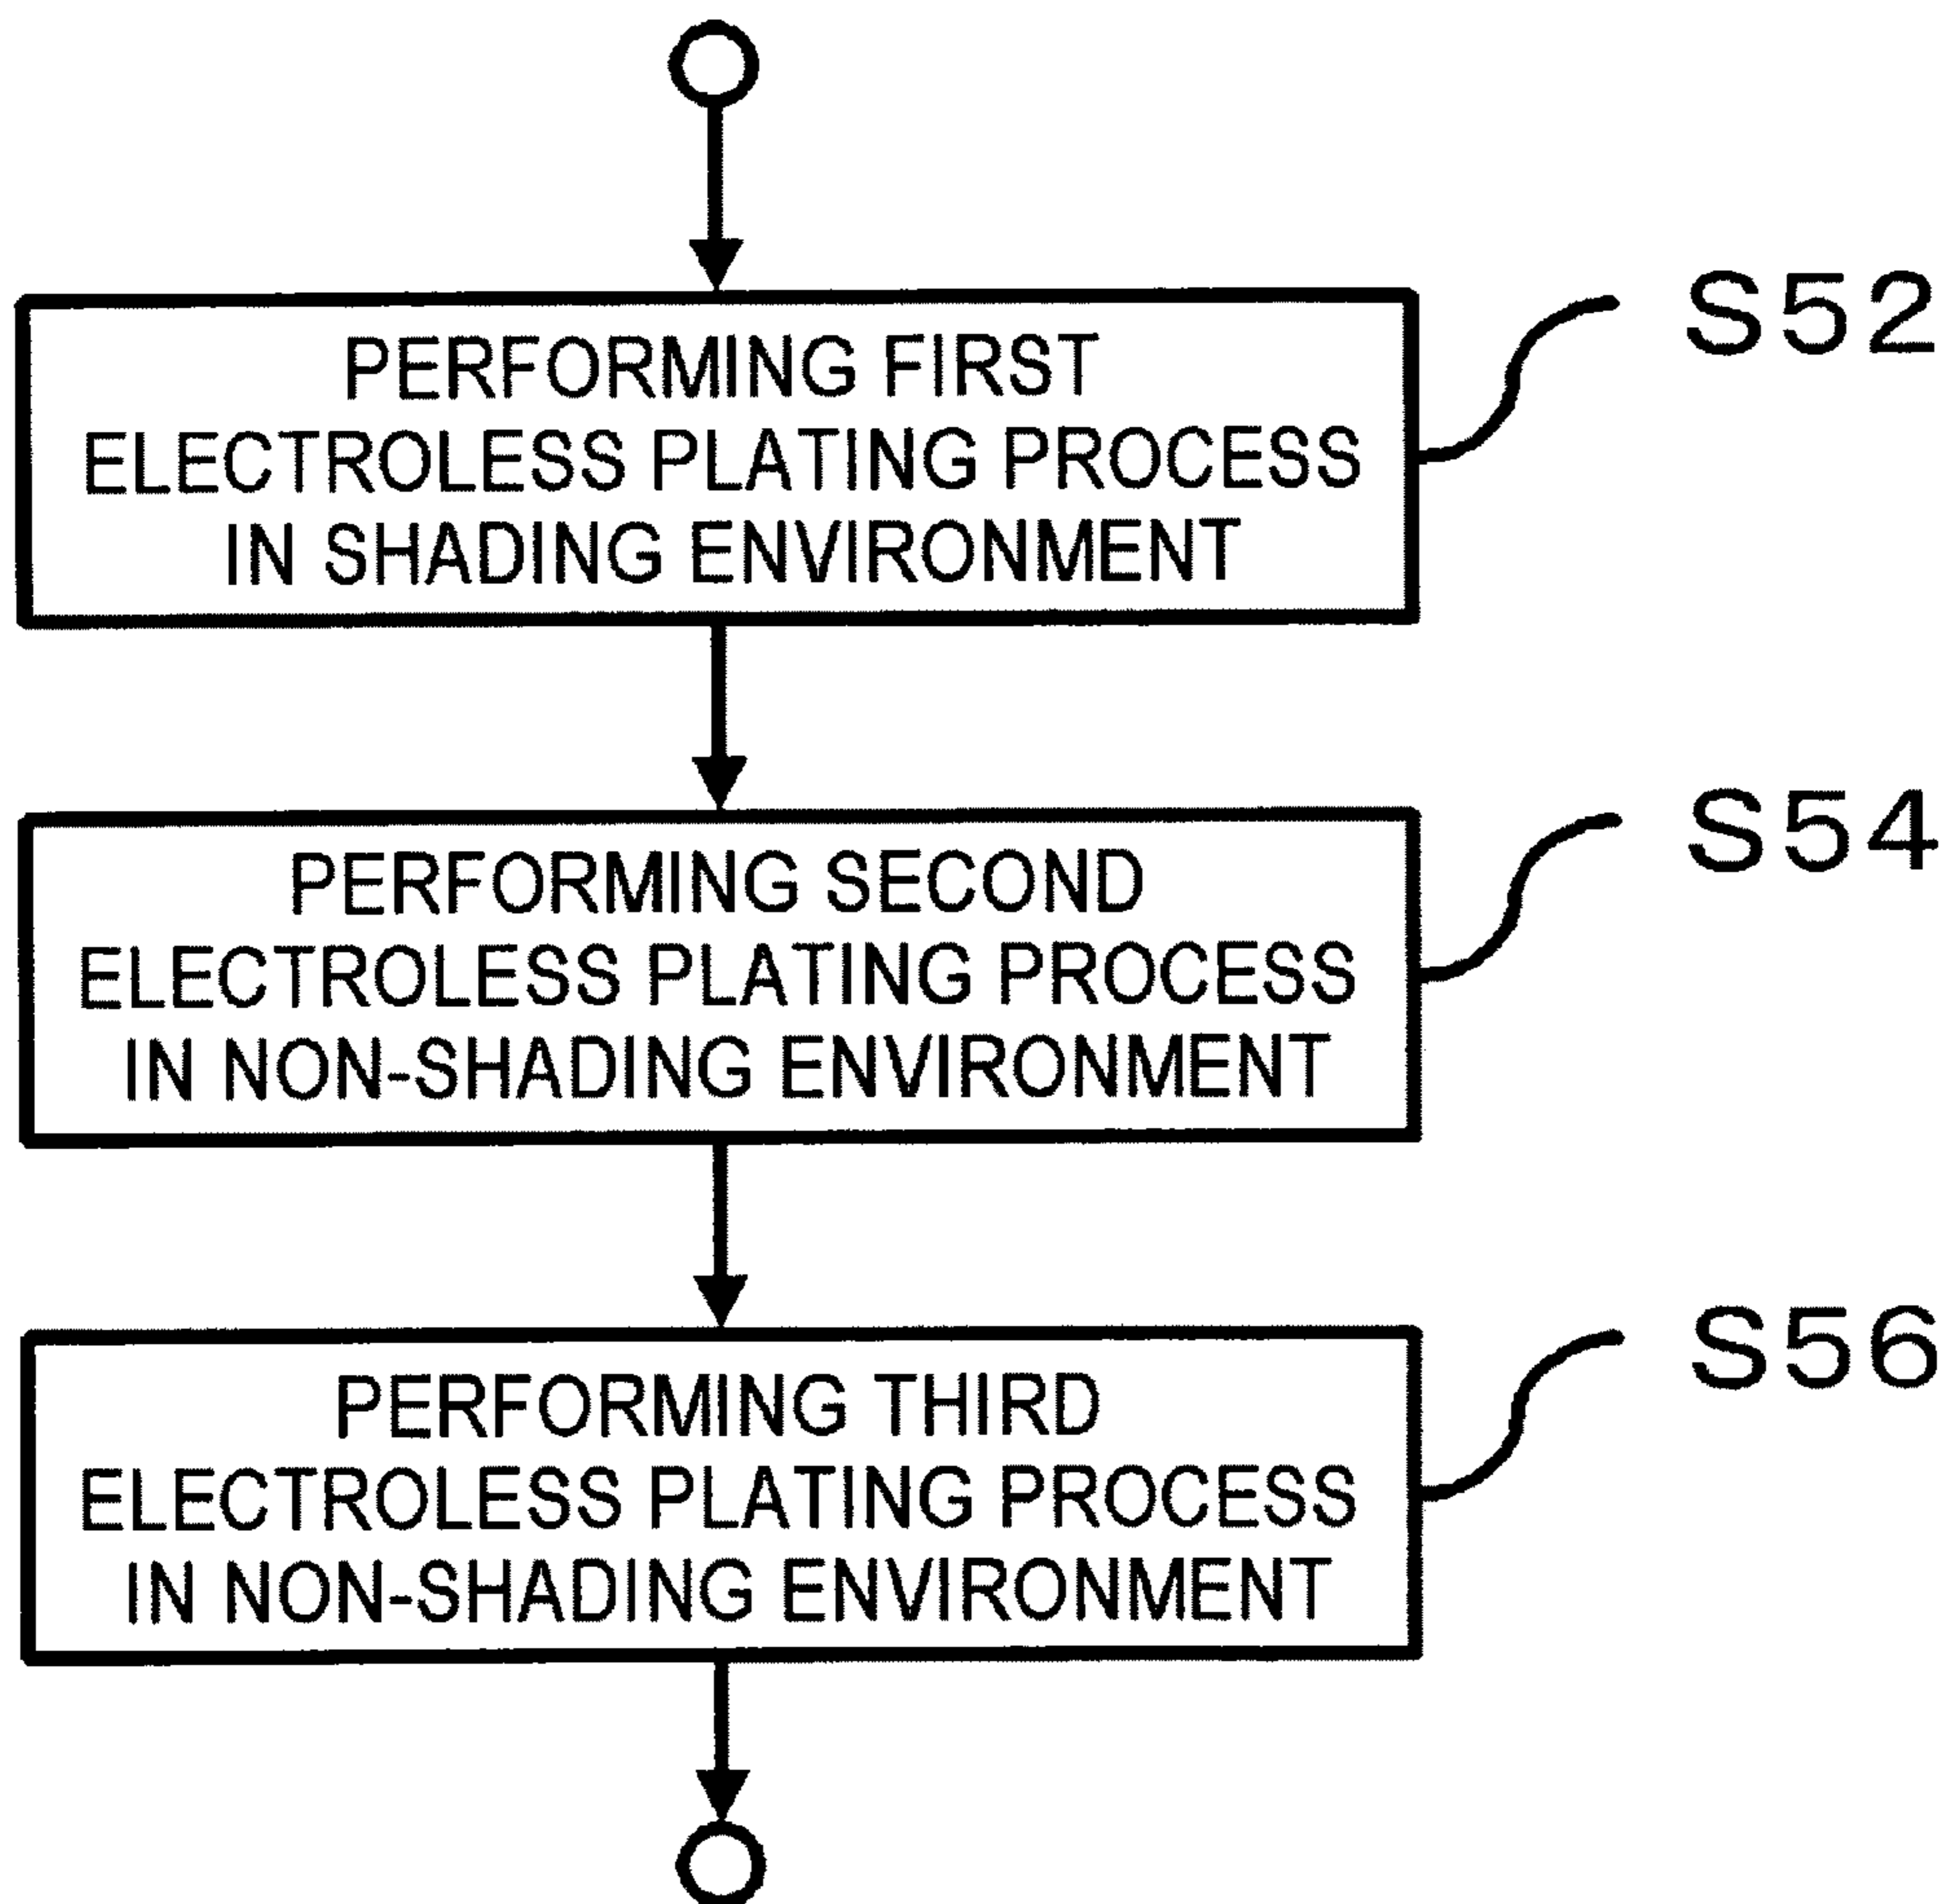 S52
PERFORMING FIRST
ELECTROLESS PLATING PROCESS
IN SHADING ENVIRONMENT
S54
PERFORMING SECOND
ELECTROLESS PLATING PROCESS
IN NON-SHADING ENVIRONMENT
S56
PERFORMING THIRD
ELECTROLESS PLATING PROCESS
IN NON-SHADING ENVIRONMENT